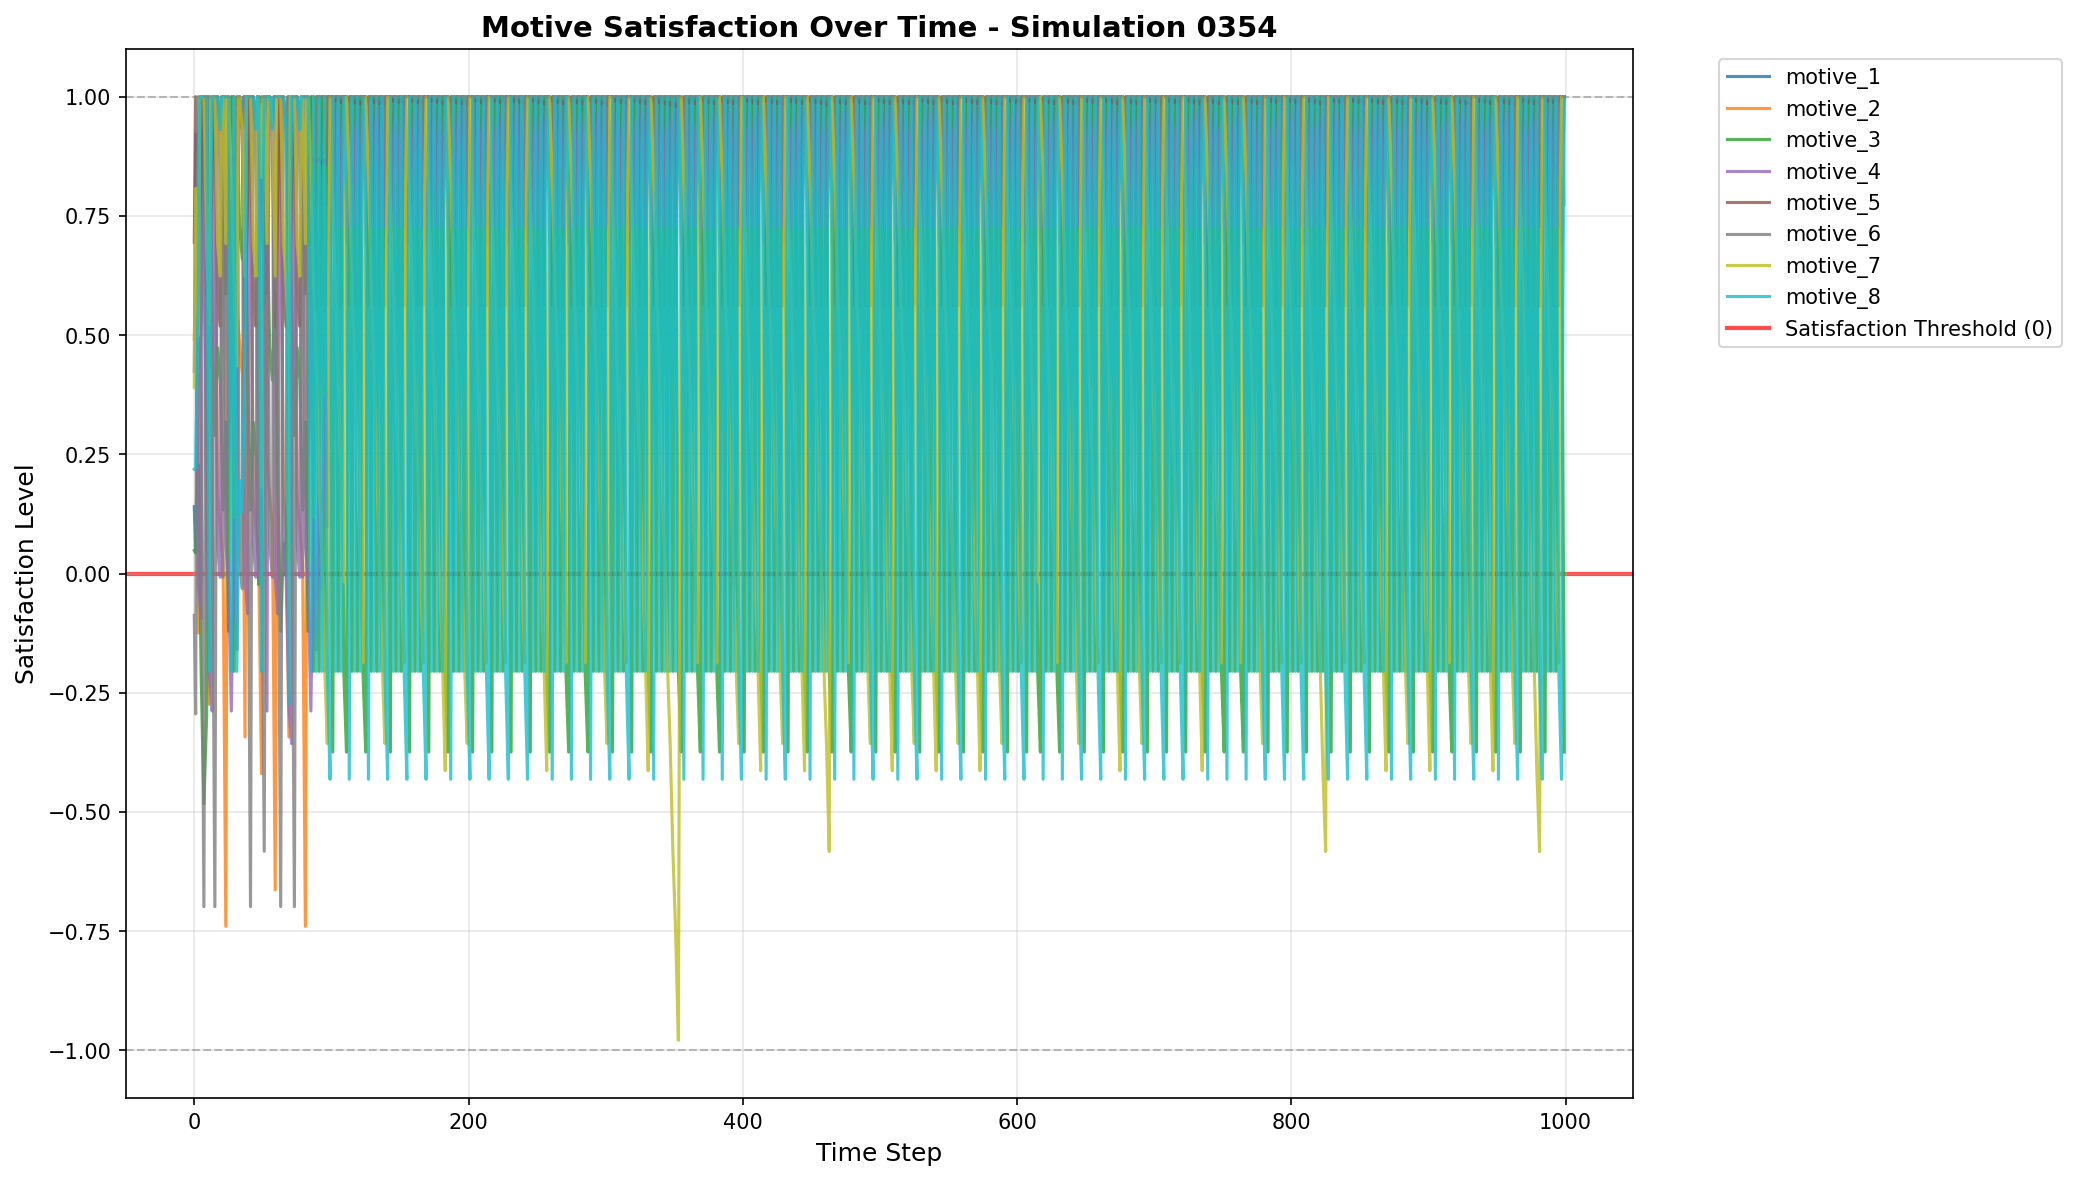 Motive Satisfaction Over Time - Simulation 0354
1.00
0.75
0.50
0.25
0.00
−0.25
−0.50
−0.75
−1.00
Satisfaction Level
0
200
400
600
800
1000
Time Step
motive_1
motive_2
motive_3
motive_4
motive_5
motive_6
motive_7
motive_8
Satisfaction Threshold (0)